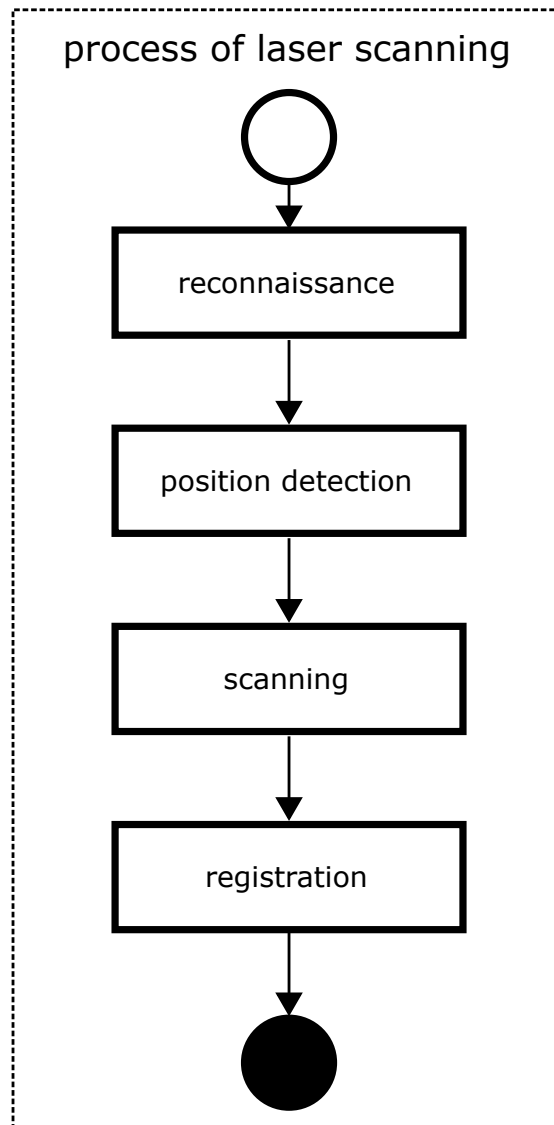 process of laser scanning
reconnaissance
position detection
scanning
registration